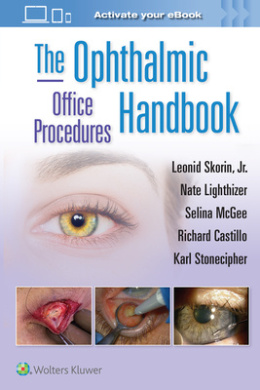 Activate your eBook
The Ophthalmic
Office
Procedures
Handbook
Leonid Skorin, Jr.
Nate Lighthizer
Selina McGee
Richard Castillo
Karl Stonecipher
Wolters Kluwer